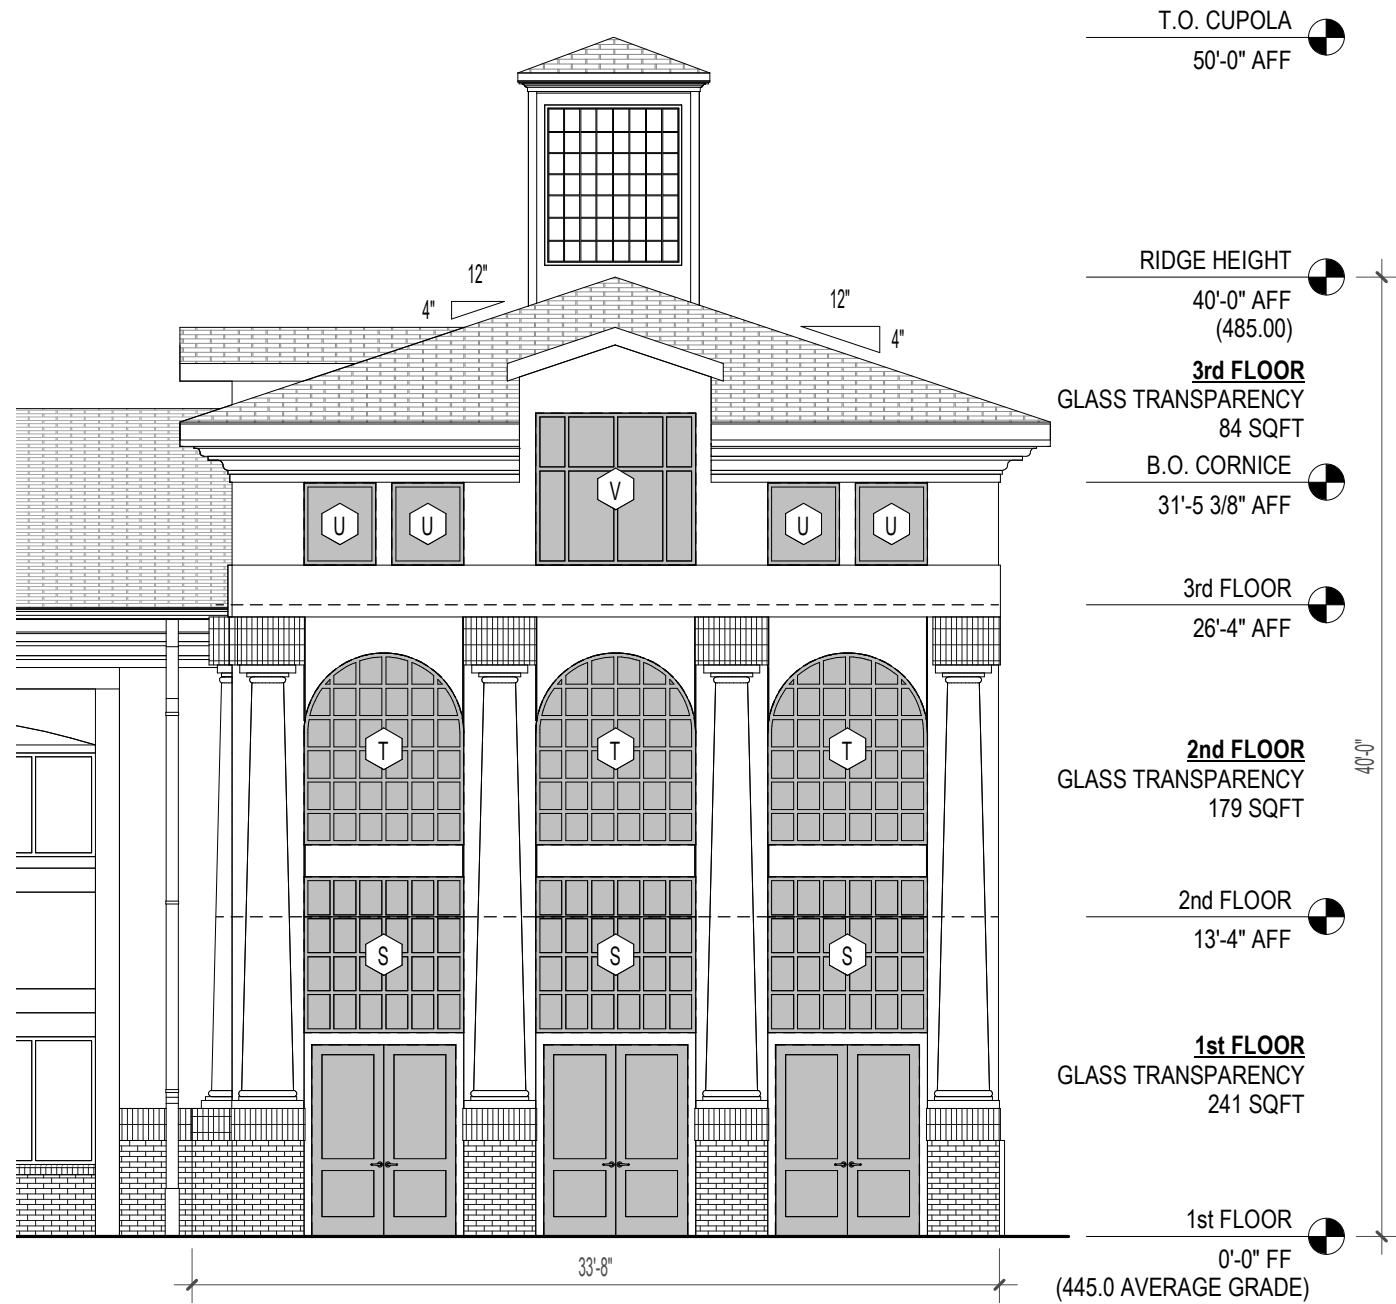 T.O. CUPOLA
50'-0" AFF
RIDGE HEIGHT
40'-0" AFF
(485.00)
12"
4"
12"
4"
3rd FLOOR
GLASS TRANSPARENCY
84 SQFT
B.O. CORNICE
31'-5 3/8" AFF
V
U
U
U
U
3rd FLOOR
26'-4" AFF
T
T
T
2nd FLOOR
GLASS TRANSPARENCY
179 SQFT
40'-0"
2nd FLOOR
13'-4" AFF
S
S
S
1st FLOOR
GLASS TRANSPARENCY
241 SQFT
1st FLOOR
0'-0" FF
(445.0 AVERAGE GRADE)
33'-8"